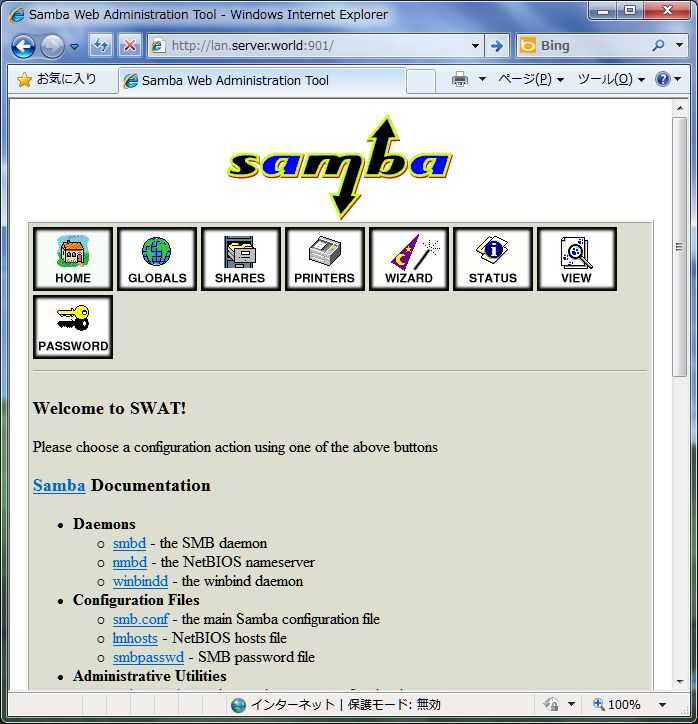 Samba Web Administration Tool - Windows Internet Explorer
http://lan.server.world:901/
Bing
お気に入り
Samba Web Administration Tool
ページ(P)
ツール(O)
samba
HOME
GLOBALS
SHARES
PRINTERS
WIZARD
STATUS
VIEW
PASSWORD
Welcome to SWAT!
Please choose a configuration action using one of the above buttons
Samba Documentation
Daemons
smbd - the SMB daemon
nmbd - the NetBIOS nameserver
winbindd - the winbind daemon
Configuration Files
smb.conf - the main Samba configuration file
lmhosts - NetBIOS hosts file
smbpasswd - SMB password file
Administrative Utilities
インターネット | 保護モード: 無効
100%